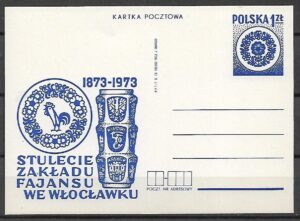 KARTKA POCZTOWA
POLSKA 1 ZŁ
1873-1973
STULECIE
ZAKŁADU
FAJANSU
WE WŁOCŁAWKU
POCZT. NR ADRESOWY